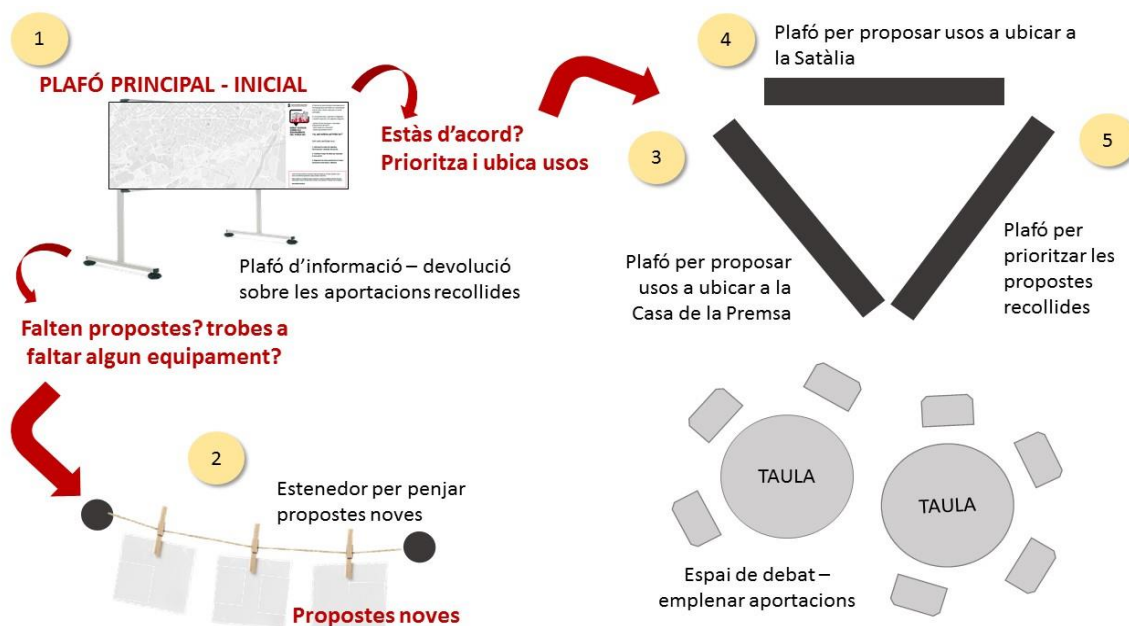 1
PLAFÓ PRINCIPAL - INICIAL
Estàs d'acord?
Prioritza i ubica usos
Plafó d'informació – devolució
sobre les aportacions recollides
Falten propostes? trobes a
faltar algun equipament?
2
Estenedor per penjar
propostes noves
Propostes noves
4
Plafó per proposar usos a ubicar a
la Satàlia
3
Plafó per proposar
usos a ubicar a la
Casa de la Premsa
5
Plafó per
prioritzar les
propostes
recollides
TAULA
TAULA
Espai de debat –
emplenar aportacions